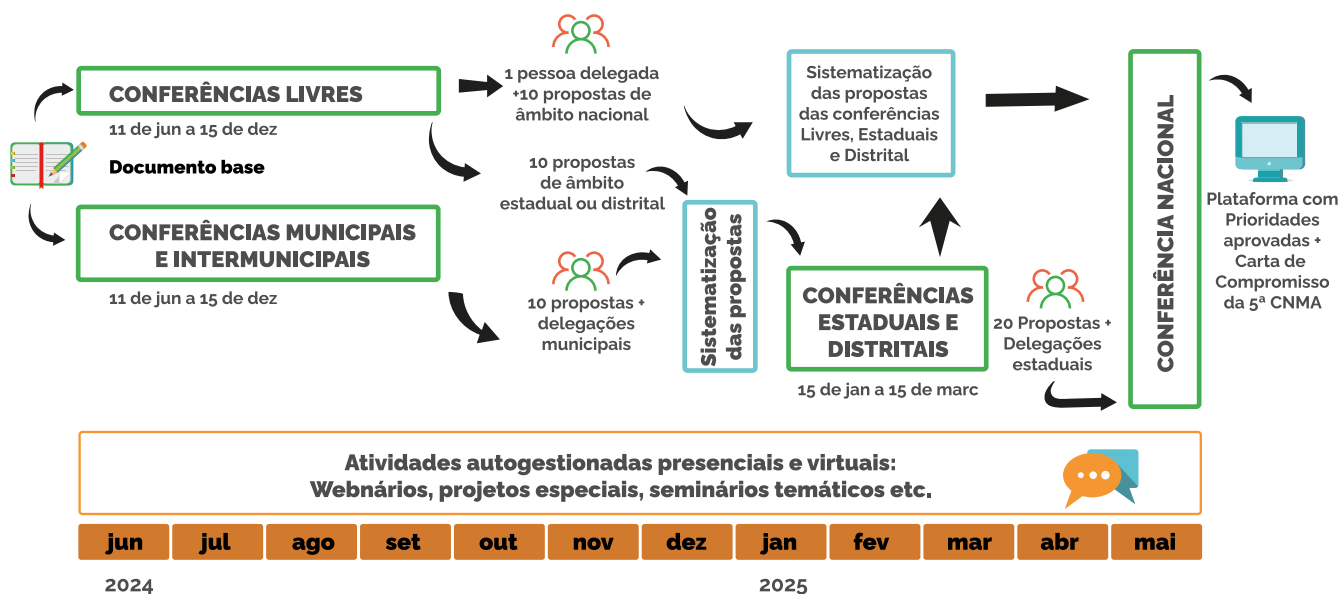 CONFERÊNCIAS LIVRES
11 de jun a 15 de dez
Documento base
CONFERÊNCIAS MUNICIPAIS
E INTERMUNICIPAIS
11 de jun a 15 de dez
1 pessoa delegada
+10 propostas de
âmbito nacional
10 propostas
de âmbito
estadual ou distrital
10 propostas +
delegações
municipais
Sistematização
das propostas
Sistematização
das propostas
das conferências
Livres, Estaduais
e Distrital
CONFERÊNCIAS
ESTADUAIS E
DISTRITAIS
15 de jan a 15 de marc
20 Propostas +
Delegações
estaduais
CONFERÊNCIA NACIONAL
Plataforma com
Prioridades
aprovadas +
Carta de
Compromisso
da 5ª CNMA
Atividades autogestionadas presenciais e virtuais:
Webnários, projetos especiais, seminários temáticos etc.
jun jul ago set out nov dez jan fev mar abr mai
2024 2025